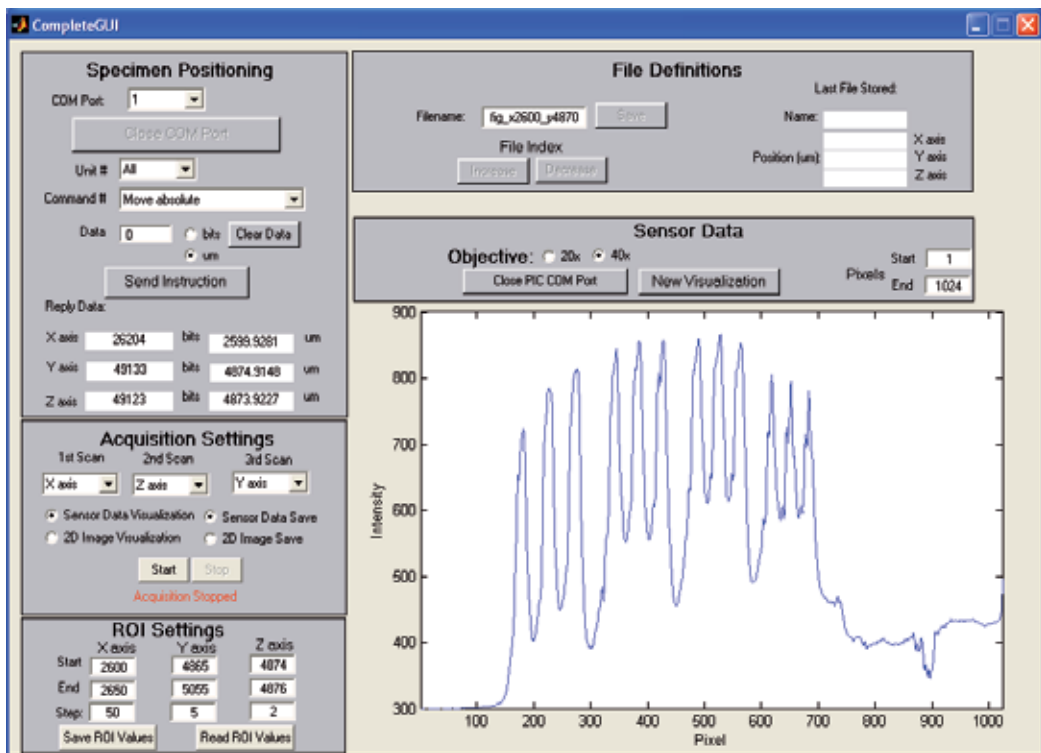 CompleteGUI
Specimen Positioning
COM Port: 1
Close COM Port
Unit # All
Command # Move absolute
Data 0 bits Clear Data
um
Send Instruction
Reply Data:
X axis 26204 bits 2599.9281 um
Y axis 49133 bits 4874.9148 um
Z axis 49123 bits 4873.9227 um
Acquisition Settings
1st Scan 2nd Scan 3rd Scan
X axis Z axis Y axis
Sensor Data Visualization Sensor Data Save
2D Image Visualization 2D Image Save
Start Stop
Acquisition Stopped
ROI Settings
X axis Y axis Z axis
Start 2600 4865 4874
End 2650 5055 4876
Step: 50 5 2
Save ROI Values Read ROI Values
File Definitions
Last File Stored:
Filename: fig_x2600_y4870 Save Name:
File Index
Increase Decrease
Position (um): X axis
Y axis
Z axis
Sensor Data
Objective: 20x 40x
Close PIC COM Port New Visualization
Pixels Start 1
End 1024
900
800
700
600
500
400
300
Intensity
100 200 300 400 500 600 700 800 900 1000
Pixel